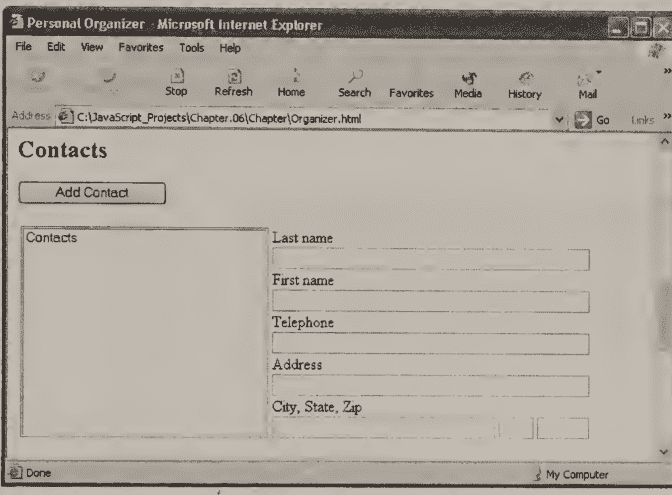 Personal Organizer - Microsoft Internet Explorer
File Edit View Favorites Tools Help
Stop Refresh Home Search Favorites Media History Mail
Address C:\JavaScript_Projects\Chapter.06\Chapter\Organizer.html Go Links
Contacts
Add Contact
Contacts
Last name
First name
Telephone
Address
City, State, Zip
Done My Computer